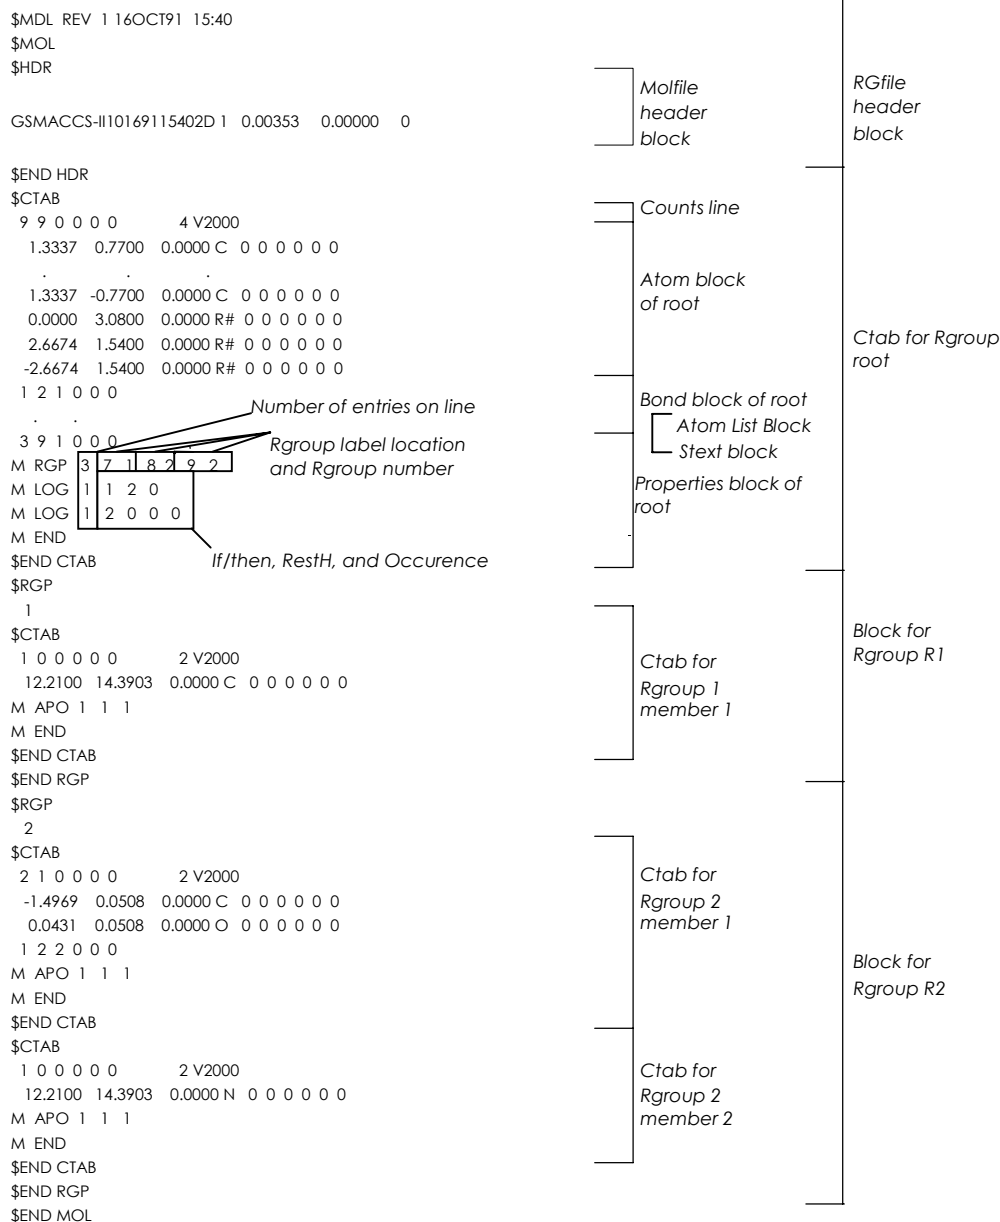 $MDL REV 1 16OCT91 15:40
$MOL
$HDR
GSMACCS-II10169115402D 1 0.00353 0.00000 0
$END HDR
$CTAB
9 9 0 0 0 0 4 V2000
1.3337 0.7700 0.0000 C 0 0 0 0 0 0
. . .
1.3337 -0.7700 0.0000 C 0 0 0 0 0 0
0.0000 3.0800 0.0000 R# 0 0 0 0 0 0
2.6674 1.5400 0.0000 R# 0 0 0 0 0 0
-2.6674 1.5400 0.0000 R# 0 0 0 0 0 0
1 2 1 0 0 0
. . .
3 9 1 0 0 0
M RGP 3 7 1 8 2 9 2
M LOG 1 1 2 0
M LOG 1 2 0 0 0
M END
$END CTAB
Number of entries on line
Rgroup label location
and Rgroup number
If/then, RestH, and Occurence
$RGP
1
$CTAB
1 0 0 0 0 0 2 V2000
12.2100 14.3903 0.0000 C 0 0 0 0 0 0
M APO 1 1 1
M END
$END CTAB
$END RGP
$RGP
2
$CTAB
2 1 0 0 0 0 2 V2000
-1.4969 0.0508 0.0000 C 0 0 0 0 0 0
0.0431 0.0508 0.0000 O 0 0 0 0 0 0
1 2 2 0 0 0
M APO 1 1 1
M END
$END CTAB
$CTAB
1 0 0 0 0 0 2 V2000
12.2100 14.3903 0.0000 N 0 0 0 0 0 0
M APO 1 1 1
M END
$END CTAB
$END RGP
$END MOL
Molfile
header
block
Counts line
Atom block
of root
Bond block of root
Atom List Block
Stext block
Properties block of
root
Ctab for
Rgroup 1
member 1
Ctab for
Rgroup 2
member 1
Ctab for
Rgroup 2
member 2
RGfile
header
block
Ctab for Rgroup
root
Block for
Rgroup R1
Block for
Rgroup R2